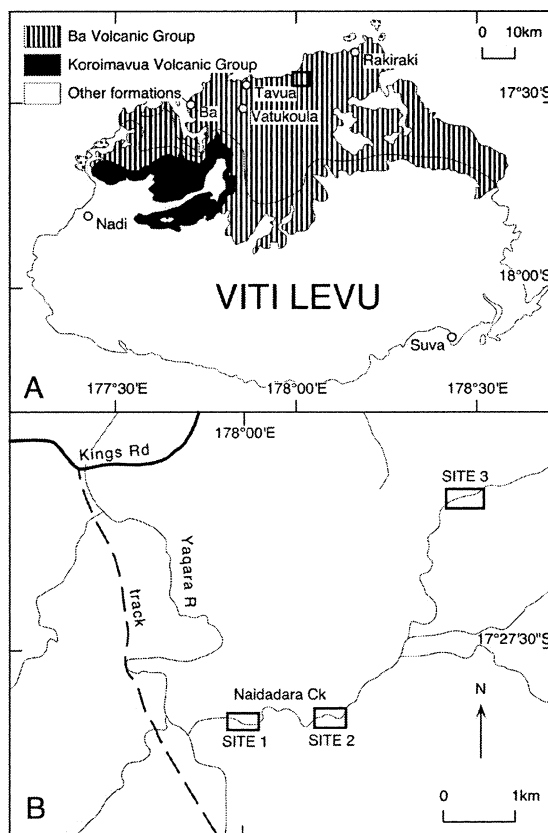 Ba Volcanic Group
Koroimavua Volcanic Group
Other formations
0 10km
Rakiraki
Tavua
17°30'S
Ba
Vatukoula
Nadi
18°00'S
VITI LEVU
Suva
A
177°30'E
178°00'E
178°30'E
178°00'E
Kings Rd
SITE 3
Yaqara R
track
17°27'30"S
Naidadara Ck
N
SITE 1
SITE 2
B
0 1km